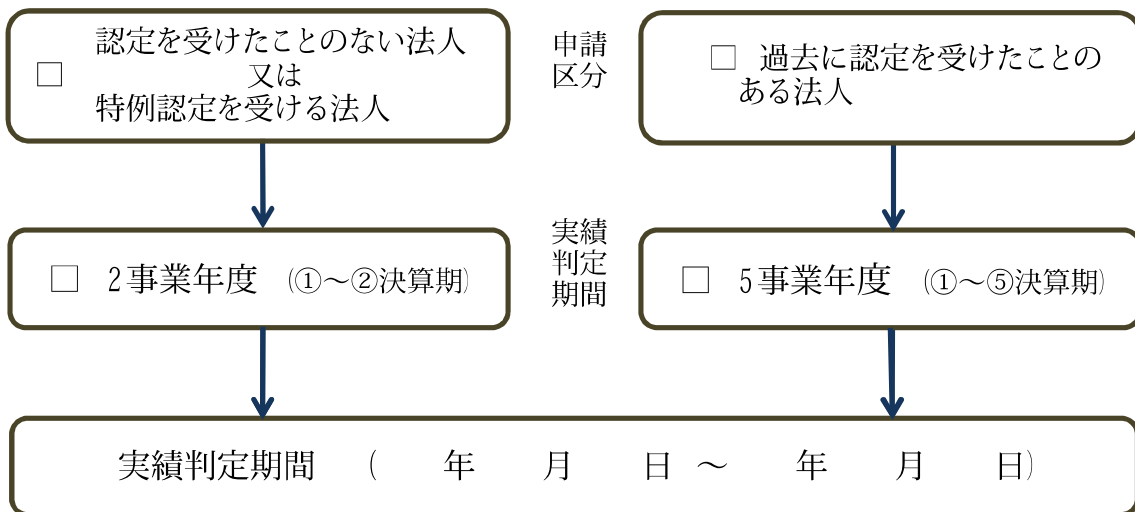 認定を受けたことのない法人
□ 又は
特例認定を受ける法人
申請
区分
□ 過去に認定を受けたことの
ある法人
□ 2事業年度 (①～②決算期)
実績
判定
期間
□ 5事業年度 (①～⑤決算期)
実績判定期間 ( 年 月 日 ～ 年 月 日)